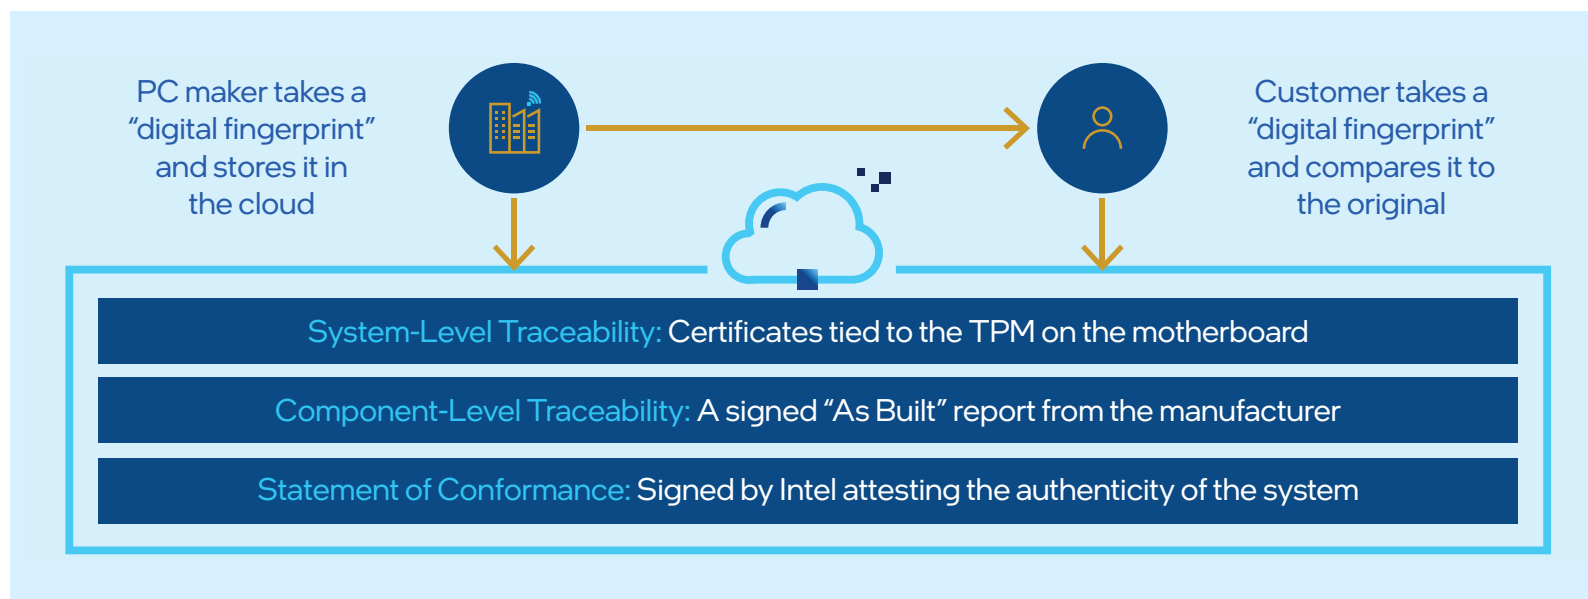 PC maker takes a
“digital fingerprint”
and stores it in
the cloud
Customer takes a
“digital fingerprint”
and compares it to
the original
System-Level Traceability: Certificates tied to the TPM on the motherboard
Component-Level Traceability: A signed “As Built” report from the manufacturer
Statement of Conformance: Signed by Intel attesting the authenticity of the system